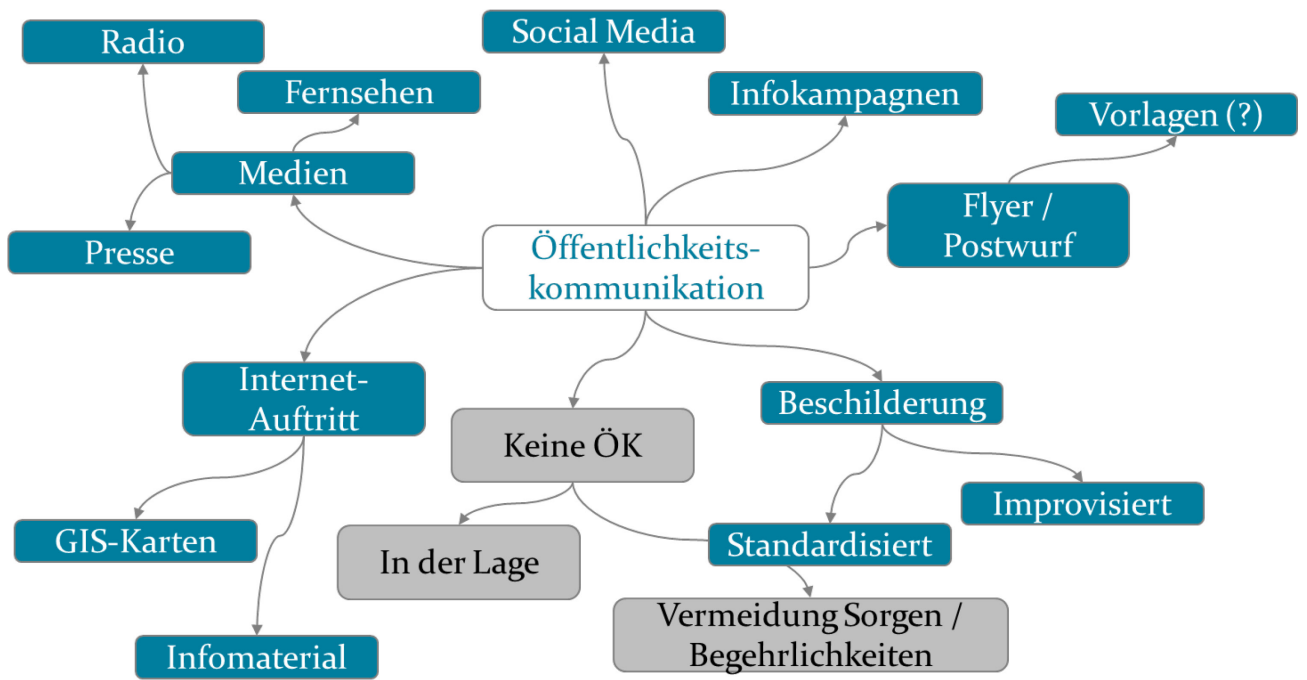 Radio
Social Media
Fernsehen
Infokampagnen
Vorlagen (?)
Medien
Flyer /
Postwurf
Presse
Öffentlichkeits-
kommunikation
Internet-
Auftritt
Beschilderung
Keine ÖK
Improvisiert
GIS-Karten
Standardisiert
In der Lage
Vermeidung Sorgen /
Begehrlichkeiten
Infomaterial